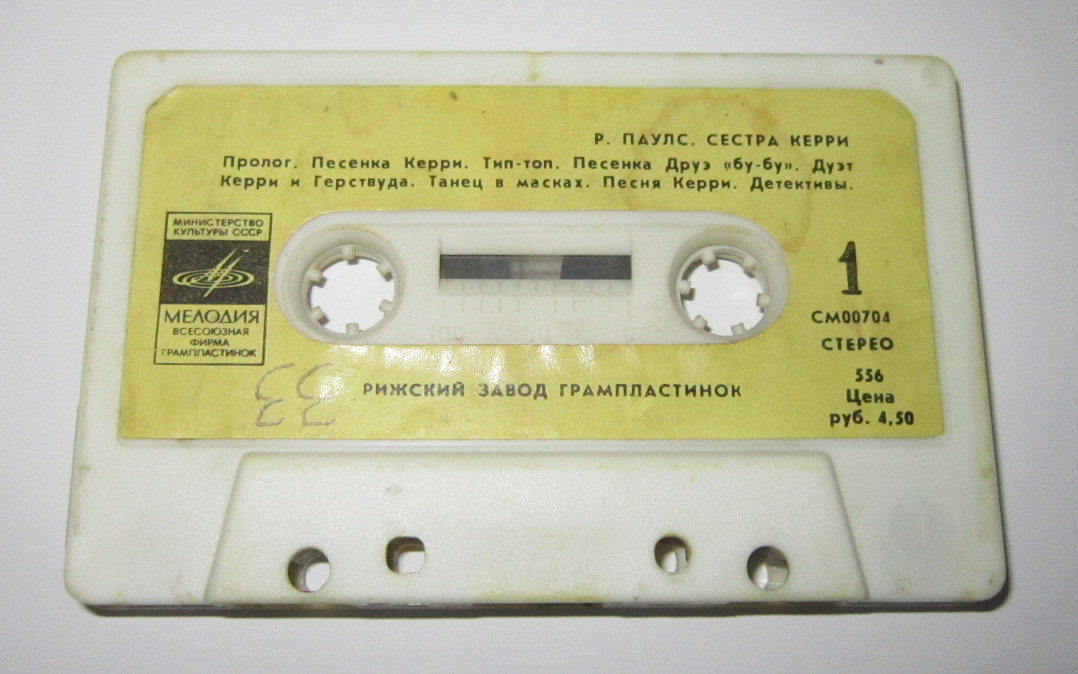 Р. ПАУЛС. СЕСТРА КЕРРИ
Пролог. Песенка Керри. Тип-топ. Песенка Друэ «бу-бу». Дуэт
Керри и Герствуда. Танец в масках. Песня Керри. Детективы.
МИНИСТЕРСТВО
КУЛЬТУРЫ СССР
МЕЛОДИЯ
ВСЕСОЮЗНАЯ
ФИРМА
ГРАМПЛАСТИНОК
1
СМ00704
СТЕРЕО
556
Цена
руб. 4,50
РИЖСКИЙ ЗАВОД ГРАМПЛАСТИНОК
33
100 50